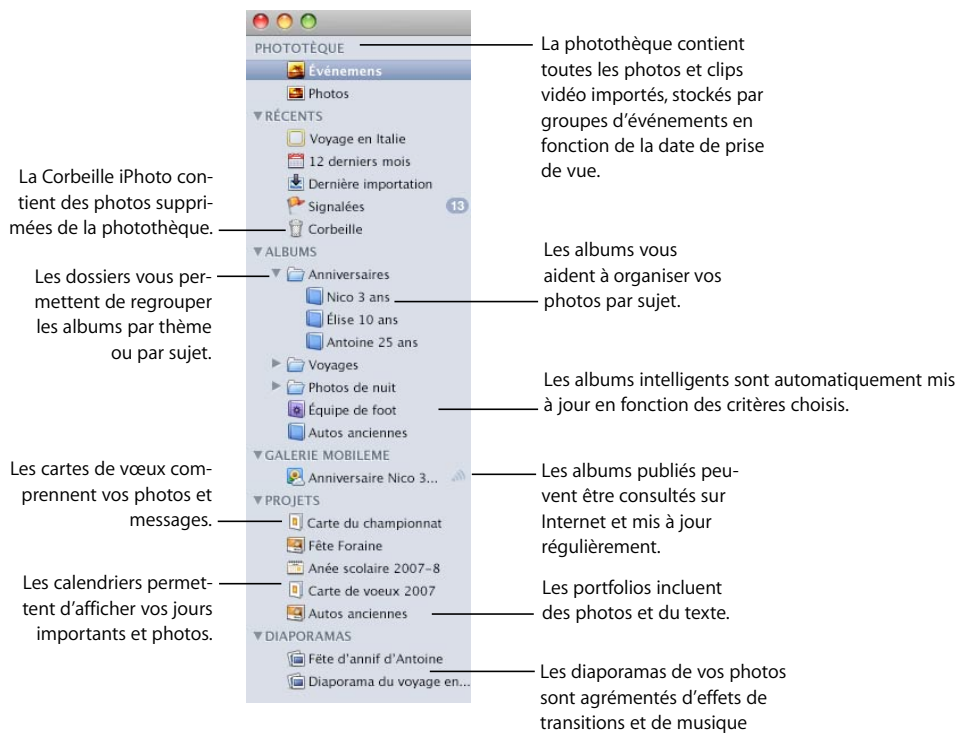 PHOTOTÈQUE
Événemens
Photos
RÉCENTS
Voyage en Italie
12 derniers mois
Dernière importation
Signalées 13
Corbeille
ALBUMS
Anniversaires
Nico 3 ans
Élise 10 ans
Antoine 25 ans
Voyages
Photos de nuit
Équipe de foot
Autos anciennes
GALERIE MOBILEME
Anniversaire Nico 3...
PROJETS
Carte du championnat
Fête Foraine
Anée scolaire 2007-8
Carte de voeux 2007
Autos anciennes
DIAPORAMAS
Fête d'annif d'Antoine
Diaporama du voyage en...
La Corbeille iPhoto con-
tient des photos suppri-
mées de la photothèque.
Les dossiers vous per-
mettent de regrouper
les albums par thème
ou par sujet.
Les cartes de vœux com-
prennent vos photos et
messages.
Les calendriers permet-
tent d’afficher vos jours
importants et photos.
La photothèque contient
toutes les photos et clips
vidéo importés, stockés par
groupes d’événements en
fonction de la date de prise
de vue.
Les albums vous
aident à organiser vos
photos par sujet.
Les albums intelligents sont automatiquement mis
à jour en fonction des critères choisis.
Les albums publiés peu-
vent être consultés sur
Internet et mis à jour
régulièrement.
Les portfolios incluent
des photos et du texte.
Les diaporamas de vos photos
sont agrémentés d’effets de
transitions et de musique